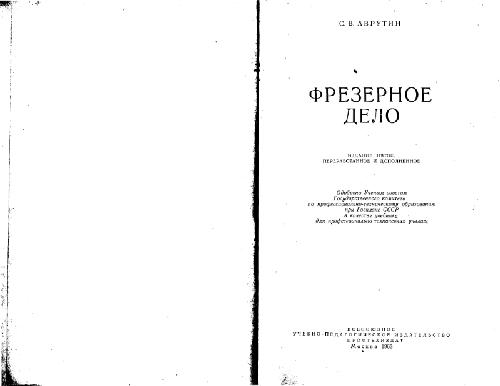 С. В. АВРУТИН
ФРЕЗЕРНОЕ
ДЕЛО
ИЗДАНИЕ ПЯТОЕ,
ПЕРЕРАБОТАННОЕ И ДОПОЛНЕННОЕ
Одобрено Ученым советом
Государственного комитета
по профессионально-техническому образованию
при Госплане СССР
в качестве учебника
для профессионально-технических училищ
ВСЕСОЮЗНОЕ
УЧЕБНО-ПЕДАГОГИЧЕСКОЕ ИЗДАТЕЛЬСТВО
ПРОФТЕХИЗДАТ
Москва